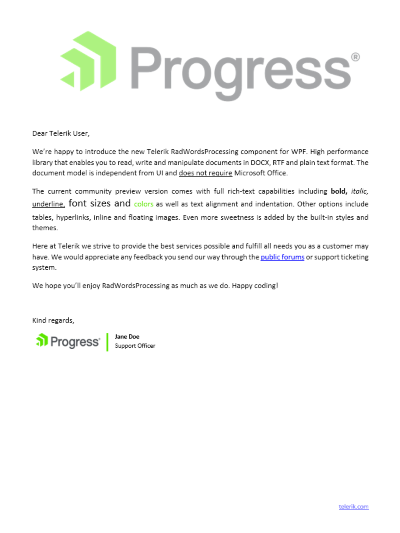 Progress®
Dear Telerik User,
We're happy to introduce the new Telerik RadWordsProcessing component for WPF. High performance
library that enables you to read, write and manipulate documents in DOCX, RTF and plain text format. The
document model is independent from UI and does not require Microsoft Office.
The current community preview version comes with full rich-text capabilities including bold, italic,
underline, font sizes and colors as well as text alignment and indentation. Other options include
tables, hyperlinks, inline and floating images. Even more sweetness is added by the built-in styles and
themes.
Here at Telerik we strive to provide the best services possible and fulfill all needs you as a customer may
have. We would appreciate any feedback you send our way through the public forums or support ticketing
system.
We hope you'll enjoy RadWordsProcessing as much as we do. Happy coding!
Kind regards,
Progress®
Jane Doe
Support Officer
telerik.com